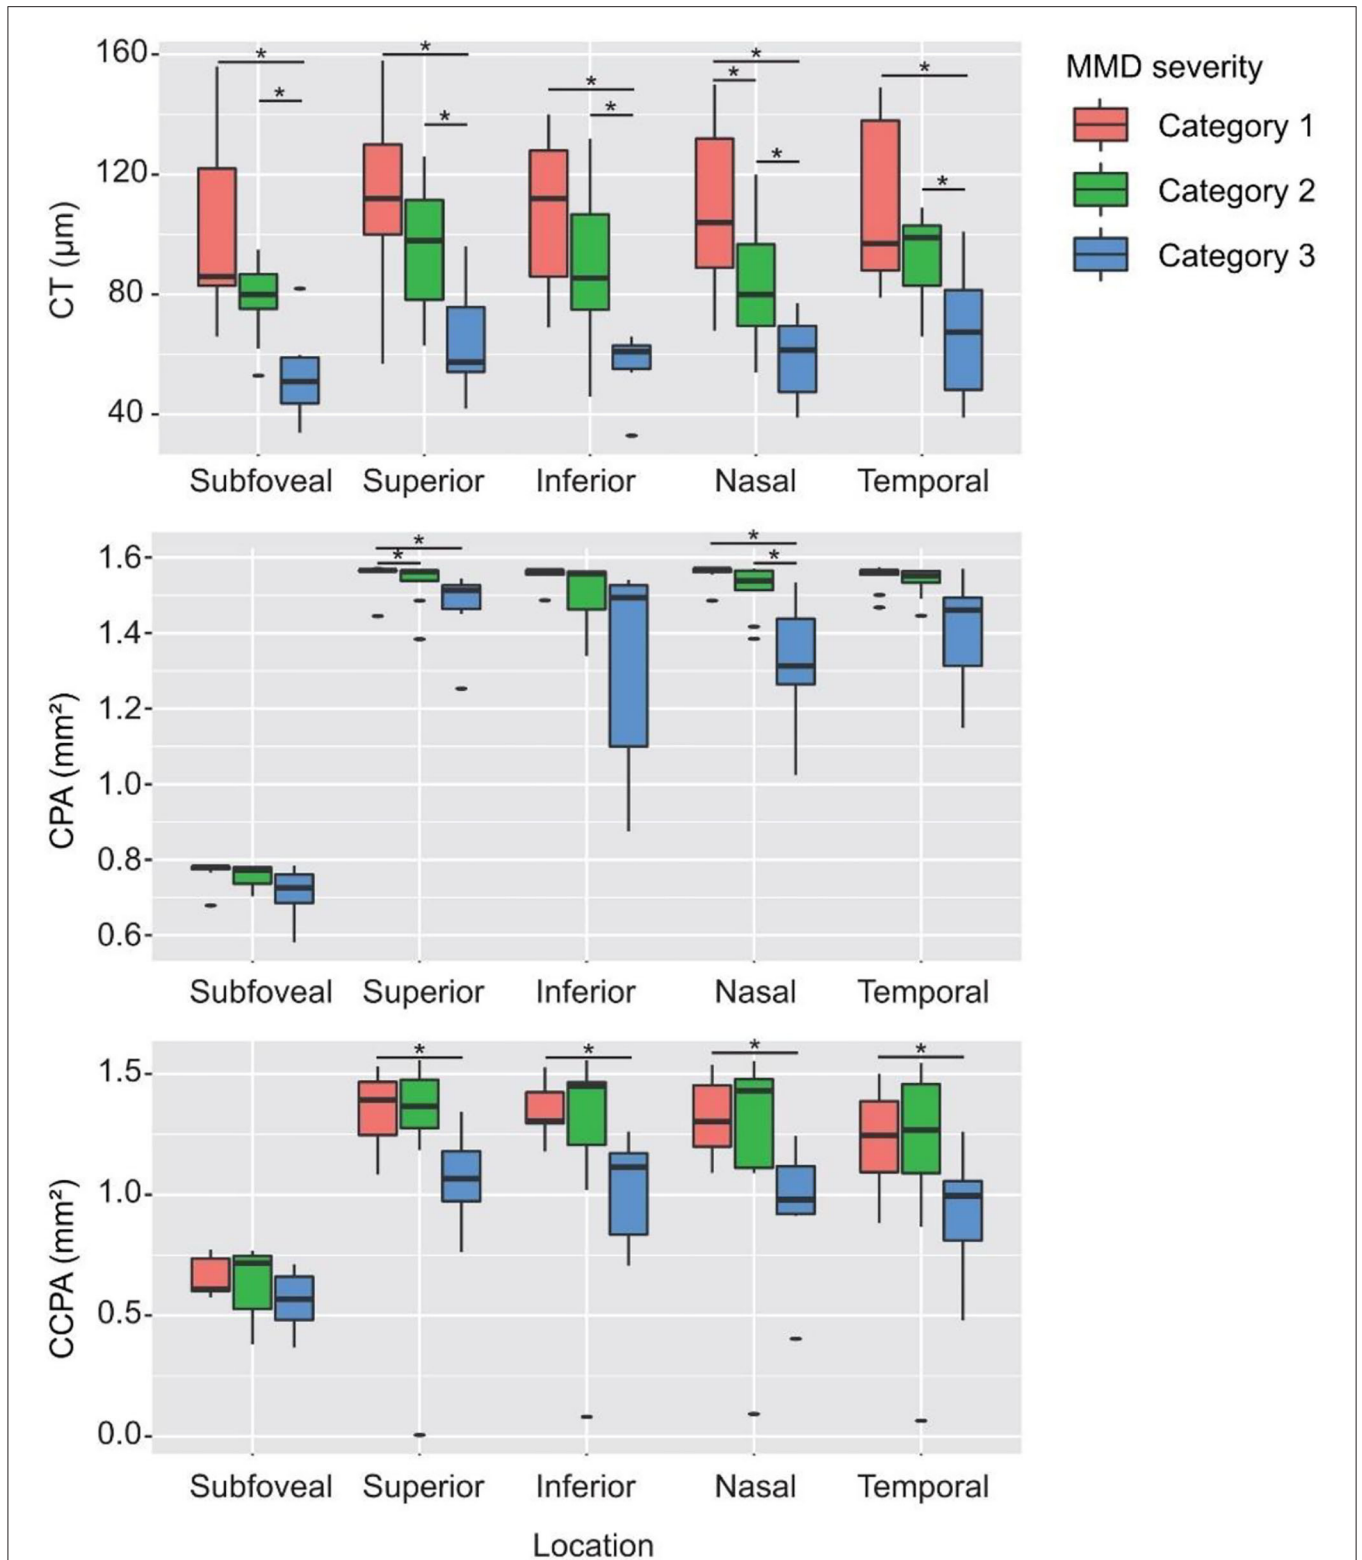 MMD severity
Category 1
Category 2
Category 3
CT (µm)
160
120
80
40
* * * * * * * * * * *
Subfoveal Superior Inferior Nasal Temporal
CPA (mm²)
1.6
1.4
1.2
1.0
0.8
0.6
* * * *
Subfoveal Superior Inferior Nasal Temporal
CCPA (mm²)
1.5
1.0
0.5
0.0
* * * *
Subfoveal Superior Inferior Nasal Temporal
Location